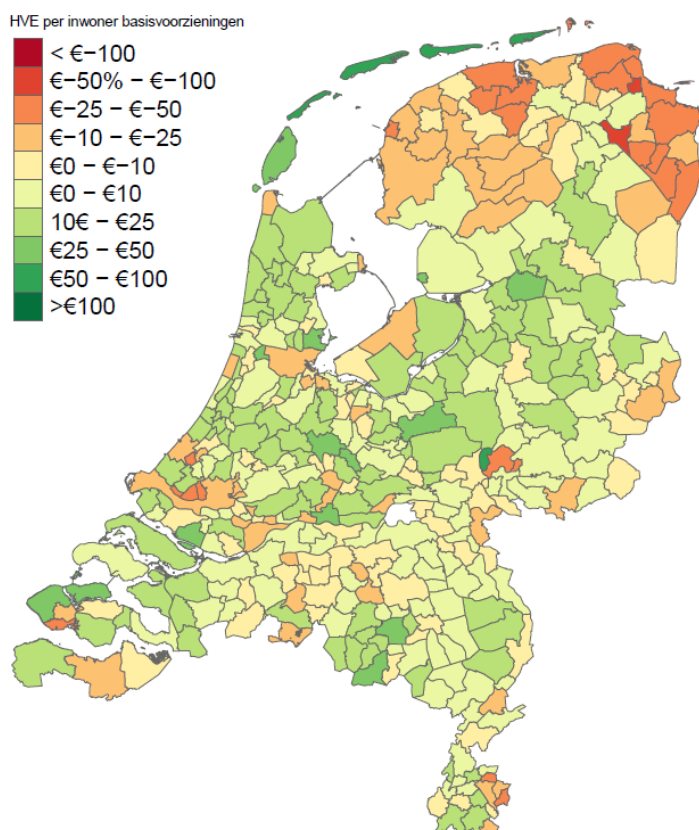 HVE per inwoner basisvoorzieningen
< €−100
€−50% − €−100
€−25 − €−50
€−10 − €−25
€0 − €−10
€0 − €10
10€ − €25
€25 − €50
€50 − €100
>€100